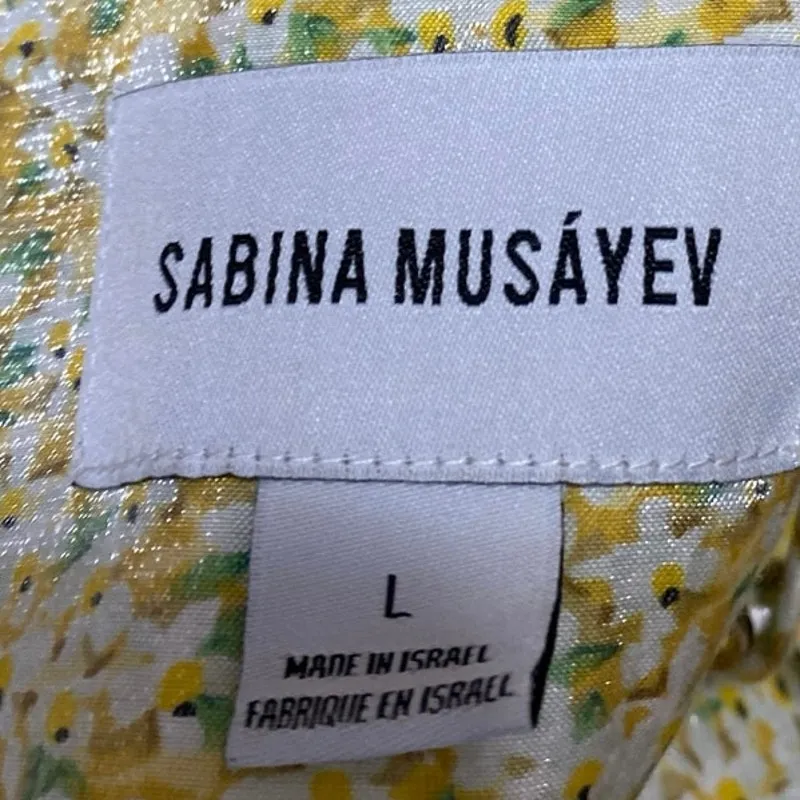 SABINA MUSÁYEV
L
MADE IN ISRAEL
FABRIQUE EN ISRAEL